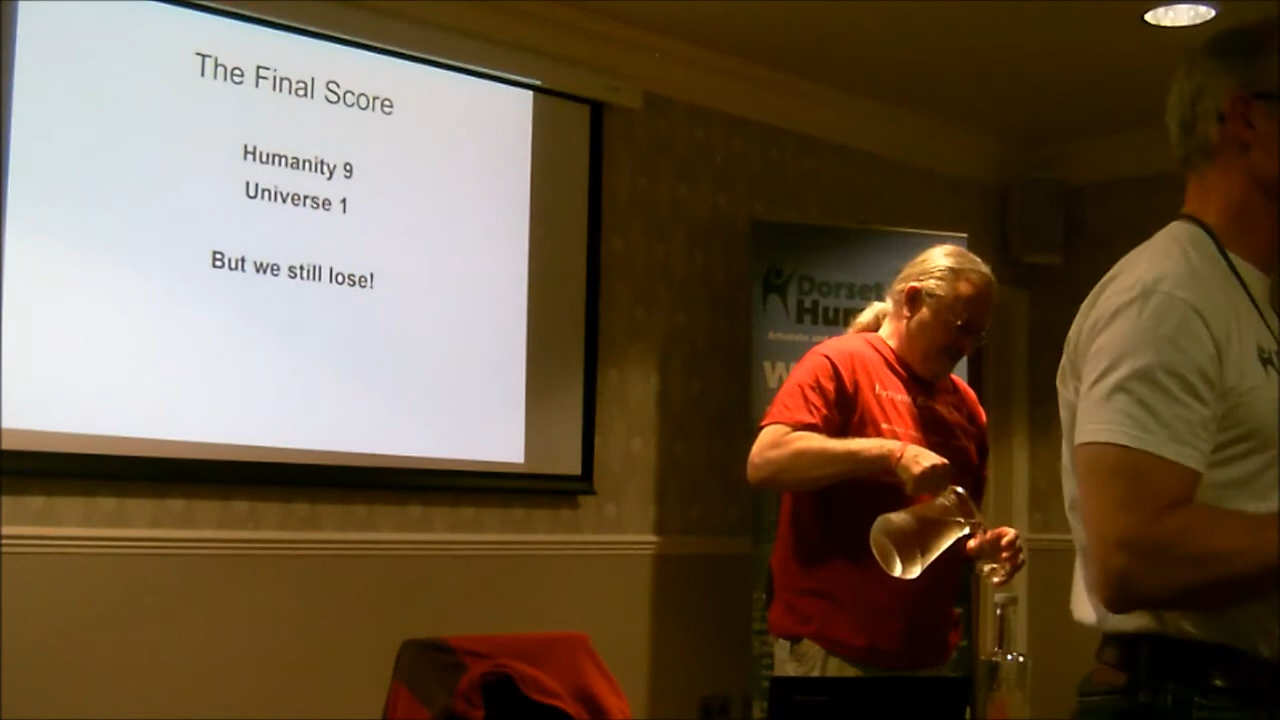 The Final Score
Humanity 9
Universe 1
But we still lose!
Dorset
Hum